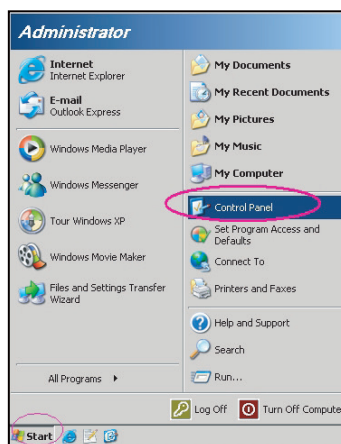 Administrator
Internet
Internet Explorer
E-mail
Outlook Express
Windows Media Player
Windows Messenger
Tour Windows XP
Windows Movie Maker
Files and Settings Transfer
Wizard
All Programs
My Documents
My Recent Documents
My Pictures
My Music
My Computer
Control Panel
Set Program Access and
Defaults
Connect To
Printers and Faxes
Help and Support
Search
Run...
Log Off
Turn Off Compute
Start